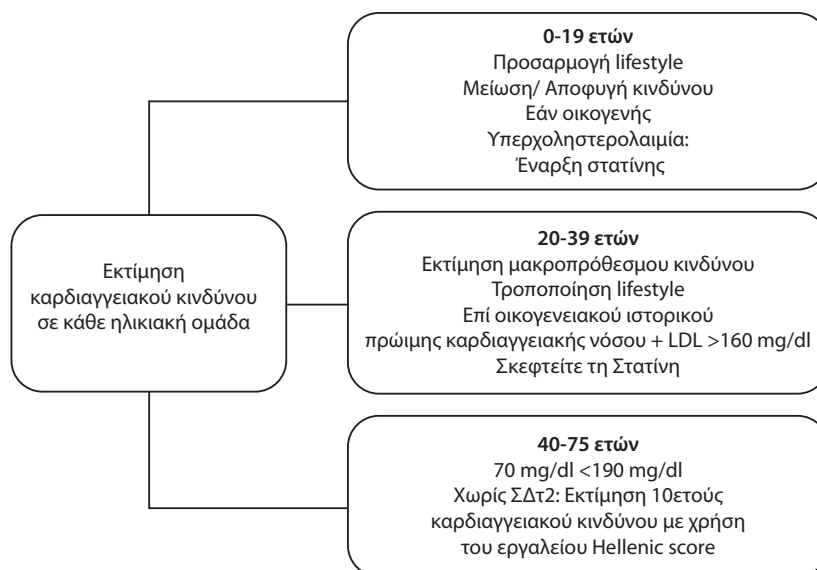 0-19 ετών
Προσαρμογή lifestyle
Μείωση/ Αποφυγή κινδύνου
Εάν οικογενής
Υπερχοληστερολαιμία:
Έναρξη στατίνης
Εκτίμηση
καρδιαγγειακού κινδύνου
σε κάθε ηλικιακή ομάδα
20-39 ετών
Εκτίμηση μακροπρόθεσμου κινδύνου
Τροποποίηση lifestyle
Επί οικογενειακού ιστορικού
πρώιμης καρδιαγγειακής νόσου + LDL >160 mg/dl
Σκεφτείτε τη Στατίνη
40-75 ετών
70 mg/dl <190 mg/dl
Χωρίς ΣΔτ2: Εκτίμηση 10ετούς
καρδιαγγειακού κινδύνου με χρήση
του εργαλείου Hellenic score